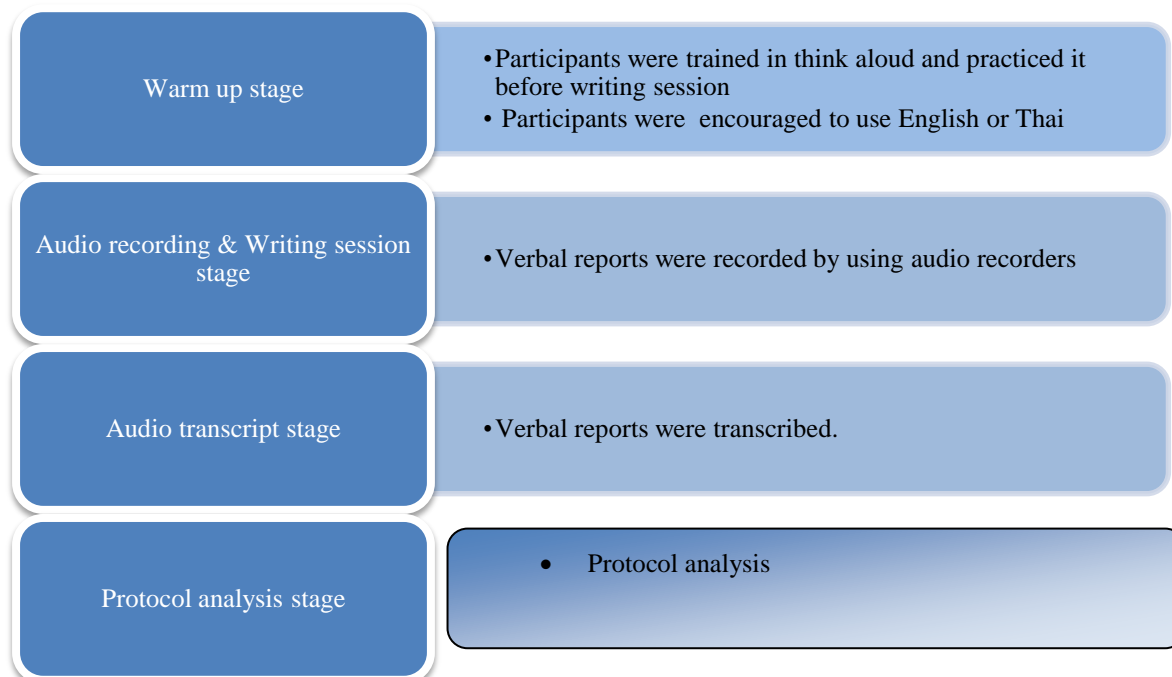 Warm up stage
•Participants were trained in think aloud and practiced it
before writing session
• Participants were encouraged to use English or Thai
Audio recording & Writing session
stage
•Verbal reports were recorded by using audio recorders
Audio transcript stage
•Verbal reports were transcribed.
Protocol analysis stage
• Protocol analysis